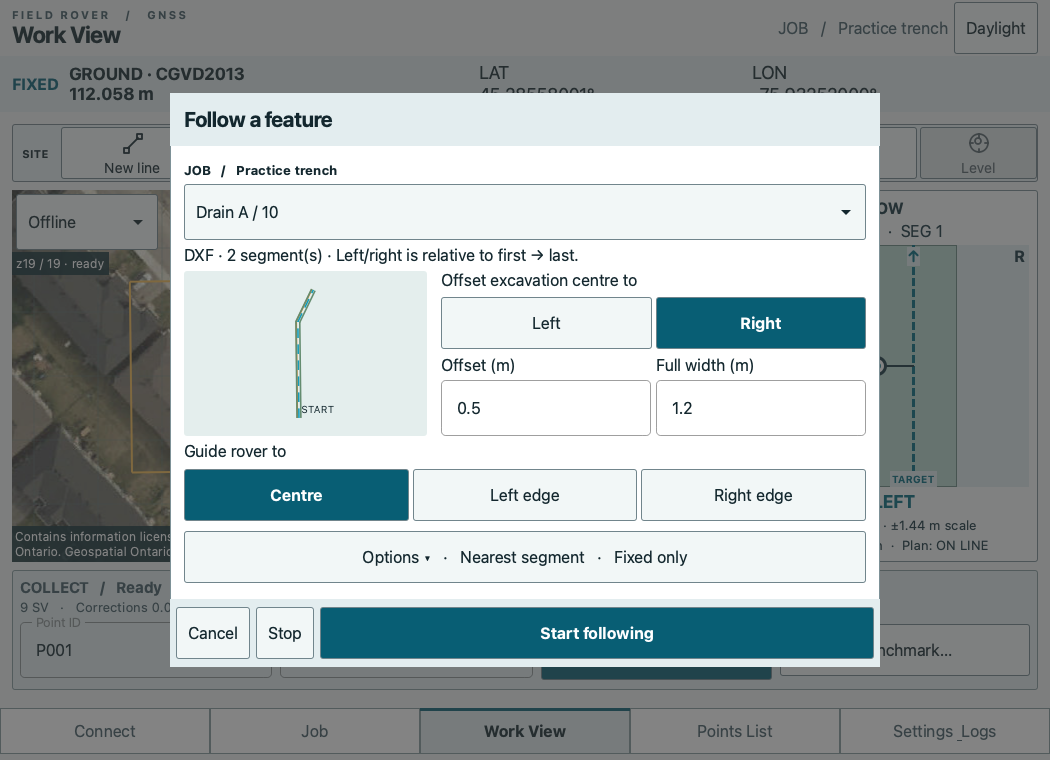 FIELD ROVER / GNSS
Work View
JOB / Practice trench
Daylight
FIXED
GROUND · CGVD2013
112.058 m
LAT
LON
SITE
New line
Level
Offline
z19 / 19 · ready
Contains information licens
Ontario. Geospatial Ontario
OW
· SEG 1
R
TARGET
LEFT
· ±1.44 m scale
· Plan: ON LINE
Follow a feature
JOB / Practice trench
Drain A / 10
DXF · 2 segment(s) · Left/right is relative to first → last.
START
Offset excavation centre to
Left
Right
Offset (m)
Full width (m)
0.5
1.2
Guide rover to
Centre
Left edge
Right edge
Options ▾ · Nearest segment · Fixed only
Cancel
Stop
Start following
COLLECT / Ready
9 SV · Corrections 0.0
Point ID
P001
nchmark...
Connect
Job
Work View
Points List
Settings_Logs